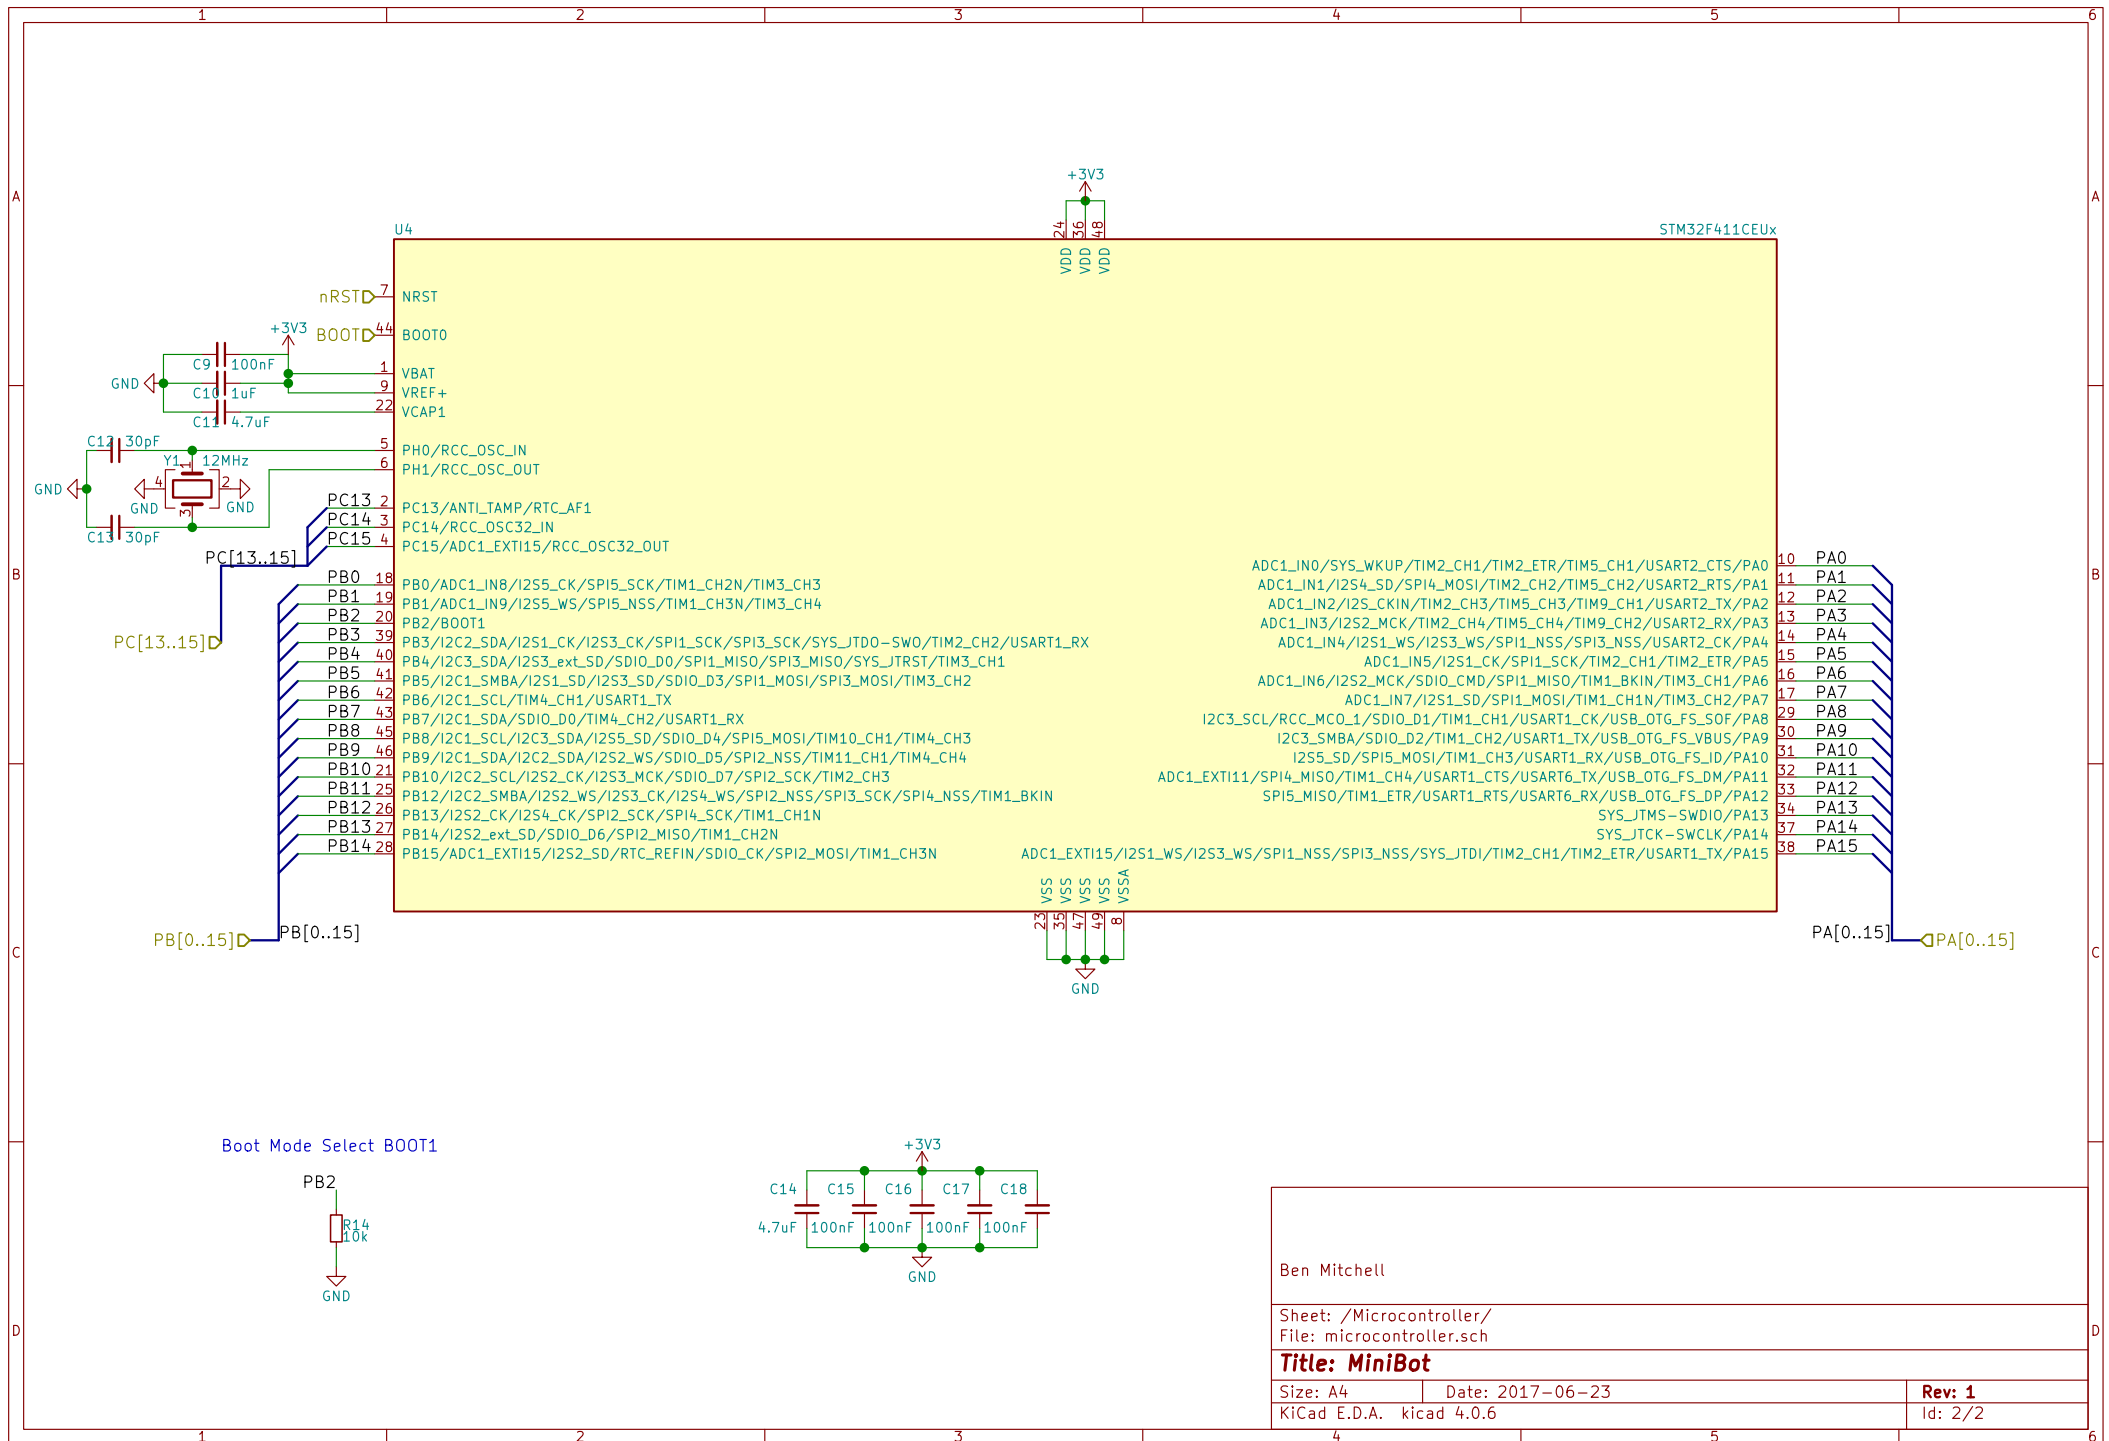 1 2 3 4 5 6
A A
B B
C C
D D
+3V3
24 36 48
VDD VDD VDD
U4 STM32F411CEUx
nRST 7 NRST
BOOT 44 BOOT0
+3V3
C9 100nF
GND
C10 1uF
C11 4.7uF
1 VBAT
9 VREF+
22 VCAP1
C12 30pF
Y1 12MHz
1
4 2
3
GND GND GND
C13 30pF
5 PH0/RCC_OSC_IN
6 PH1/RCC_OSC_OUT
PC13 2 PC13/ANTI_TAMP/RTC_AF1
PC14 3 PC14/RCC_OSC32_IN
PC15 4 PC15/ADC1_EXTI15/RCC_OSC32_OUT
PC[13..15]
PC[13..15]
PB0 18 PB0/ADC1_IN8/I2S5_CK/SPI5_SCK/TIM1_CH2N/TIM3_CH3
PB1 19 PB1/ADC1_IN9/I2S5_WS/SPI5_NSS/TIM1_CH3N/TIM3_CH4
PB2 20 PB2/BOOT1
PB3 39 PB3/I2C2_SDA/I2S1_CK/I2S3_CK/SPI1_SCK/SPI3_SCK/SYS_JTDO-SWO/TIM2_CH2/USART1_RX
PB4 40 PB4/I2C3_SDA/I2S3_ext_SD/SDIO_D0/SPI1_MISO/SPI3_MISO/SYS_JTRST/TIM3_CH1
PB5 41 PB5/I2C1_SMBA/I2S1_SD/I2S3_SD/SDIO_D3/SPI1_MOSI/SPI3_MOSI/TIM3_CH2
PB6 42 PB6/I2C1_SCL/TIM4_CH1/USART1_TX
PB7 43 PB7/I2C1_SDA/SDIO_D0/TIM4_CH2/USART1_RX
PB8 45 PB8/I2C1_SCL/I2C3_SDA/I2S5_SD/SDIO_D4/SPI5_MOSI/TIM10_CH1/TIM4_CH3
PB9 46 PB9/I2C1_SDA/I2C2_SDA/I2S2_WS/SDIO_D5/SPI2_NSS/TIM11_CH1/TIM4_CH4
PB10 21 PB10/I2C2_SCL/I2S2_CK/I2S3_MCK/SDIO_D7/SPI2_SCK/TIM2_CH3
PB11 25 PB12/I2C2_SMBA/I2S2_WS/I2S3_CK/I2S4_WS/SPI2_NSS/SPI3_SCK/SPI4_NSS/TIM1_BKIN
PB12 26 PB13/I2S2_CK/I2S4_CK/SPI2_SCK/SPI4_SCK/TIM1_CH1N
PB13 27 PB14/I2S2_ext_SD/SDIO_D6/SPI2_MISO/TIM1_CH2N
PB14 28 PB15/ADC1_EXTI15/I2S2_SD/RTC_REFIN/SDIO_CK/SPI2_MOSI/TIM1_CH3N
PB[0..15] PB[0..15]
ADC1_IN0/SYS_WKUP/TIM2_CH1/TIM2_ETR/TIM5_CH1/USART2_CTS/PA0 10 PA0
ADC1_IN1/I2S4_SD/SPI4_MOSI/TIM2_CH2/TIM5_CH2/USART2_RTS/PA1 11 PA1
ADC1_IN2/I2S_CKIN/TIM2_CH3/TIM5_CH3/TIM9_CH1/USART2_TX/PA2 12 PA2
ADC1_IN3/I2S2_MCK/TIM2_CH4/TIM5_CH4/TIM9_CH2/USART2_RX/PA3 13 PA3
ADC1_IN4/I2S1_WS/I2S3_WS/SPI1_NSS/SPI3_NSS/USART2_CK/PA4 14 PA4
ADC1_IN5/I2S1_CK/SPI1_SCK/TIM2_CH1/TIM2_ETR/PA5 15 PA5
ADC1_IN6/I2S2_MCK/SDIO_CMD/SPI1_MISO/TIM1_BKIN/TIM3_CH1/PA6 16 PA6
ADC1_IN7/I2S1_SD/SPI1_MOSI/TIM1_CH1N/TIM3_CH2/PA7 17 PA7
I2C3_SCL/RCC_MCO_1/SDIO_D1/TIM1_CH1/USART1_CK/USB_OTG_FS_SOF/PA8 29 PA8
I2C3_SMBA/SDIO_D2/TIM1_CH2/USART1_TX/USB_OTG_FS_VBUS/PA9 30 PA9
I2S5_SD/SPI5_MOSI/TIM1_CH3/USART1_RX/USB_OTG_FS_ID/PA10 31 PA10
ADC1_EXTI11/SPI4_MISO/TIM1_CH4/USART1_CTS/USART6_TX/USB_OTG_FS_DM/PA11 32 PA11
SPI5_MISO/TIM1_ETR/USART1_RTS/USART6_RX/USB_OTG_FS_DP/PA12 33 PA12
SYS_JTMS-SWDIO/PA13 34 PA13
SYS_JTCK-SWCLK/PA14 37 PA14
ADC1_EXTI15/I2S1_WS/I2S3_WS/SPI1_NSS/SPI3_NSS/SYS_JTDI/TIM2_CH1/TIM2_ETR/USART1_TX/PA15 38 PA15
PA[0..15] PA[0..15]
VSS VSS VSS VSS VSSA
23 35 47 49 8
GND
Boot Mode Select BOOT1
PB2
R14
10k
GND
+3V3
C14 C15 C16 C17 C18
4.7uF 100nF 100nF 100nF 100nF
GND
Ben Mitchell
Sheet: /Microcontroller/
File: microcontroller.sch
Title: MiniBot
Size: A4 Date: 2017-06-23 Rev: 1
KiCad E.D.A. kicad 4.0.6 Id: 2/2
1 2 3 4 5 6